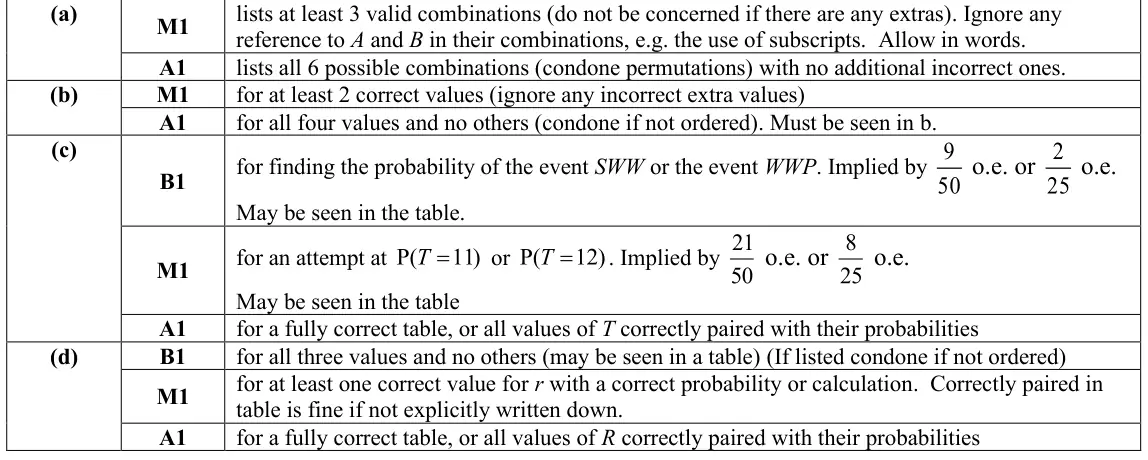 (a) M1 lists at least 3 valid combinations (do not be concerned if there are any extras). Ignore any
reference to A and B in their combinations, e.g. the use of subscripts. Allow in words.
A1 lists all 6 possible combinations (condone permutations) with no additional incorrect ones.
(b) M1 for at least 2 correct values (ignore any incorrect extra values)
A1 for all four values and no others (condone if not ordered). Must be seen in b.
(c) B1 for finding the probability of the event SWW or the event WWP. Implied by 9/50 o.e. or 2/25 o.e.
May be seen in the table.
M1 for an attempt at P(T = 11) or P(T = 12). Implied by 21/50 o.e. or 8/25 o.e.
May be seen in the table
A1 for a fully correct table, or all values of T correctly paired with their probabilities
(d) B1 for all three values and no others (may be seen in a table) (If listed condone if not ordered)
M1 for at least one correct value for r with a correct probability or calculation. Correctly paired in
table is fine if not explicitly written down.
A1 for a fully correct table, or all values of R correctly paired with their probabilities